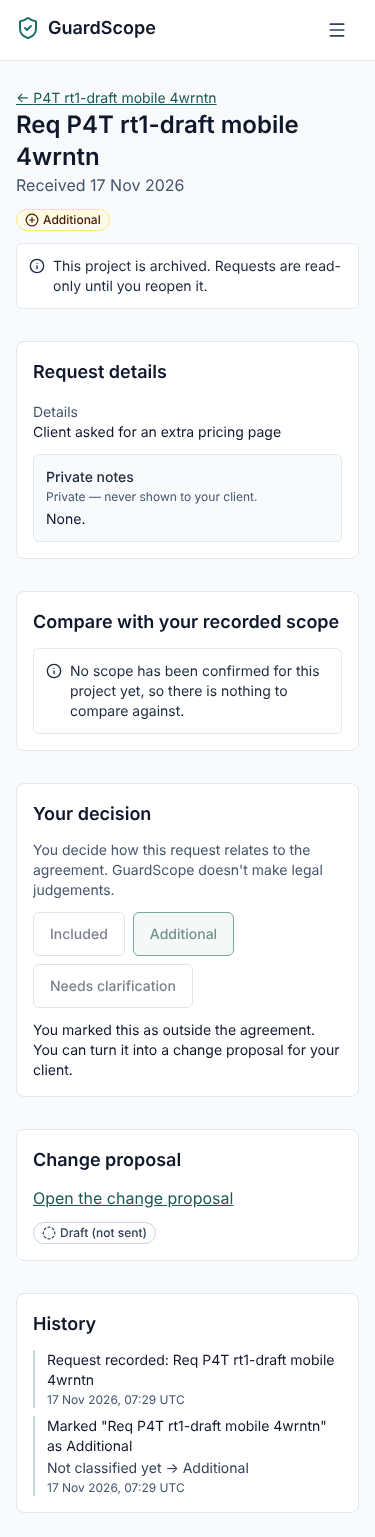 GuardScope
← P4T rt1-draft mobile 4wrntn
Req P4T rt1-draft mobile
4wrntn
Received 17 Nov 2026
Additional
This project is archived. Requests are read-
only until you reopen it.
Request details
Details
Client asked for an extra pricing page
Private notes
Private — never shown to your client.
None.
Compare with your recorded scope
No scope has been confirmed for this
project yet, so there is nothing to
compare against.
Your decision
You decide how this request relates to the
agreement. GuardScope doesn't make legal
judgements.
Included
Additional
Needs clarification
You marked this as outside the agreement.
You can turn it into a change proposal for your
client.
Change proposal
Open the change proposal
Draft (not sent)
History
Request recorded: Req P4T rt1-draft mobile
4wrntn
17 Nov 2026, 07:29 UTC
Marked "Req P4T rt1-draft mobile 4wrntn"
as Additional
Not classified yet → Additional
17 Nov 2026, 07:29 UTC